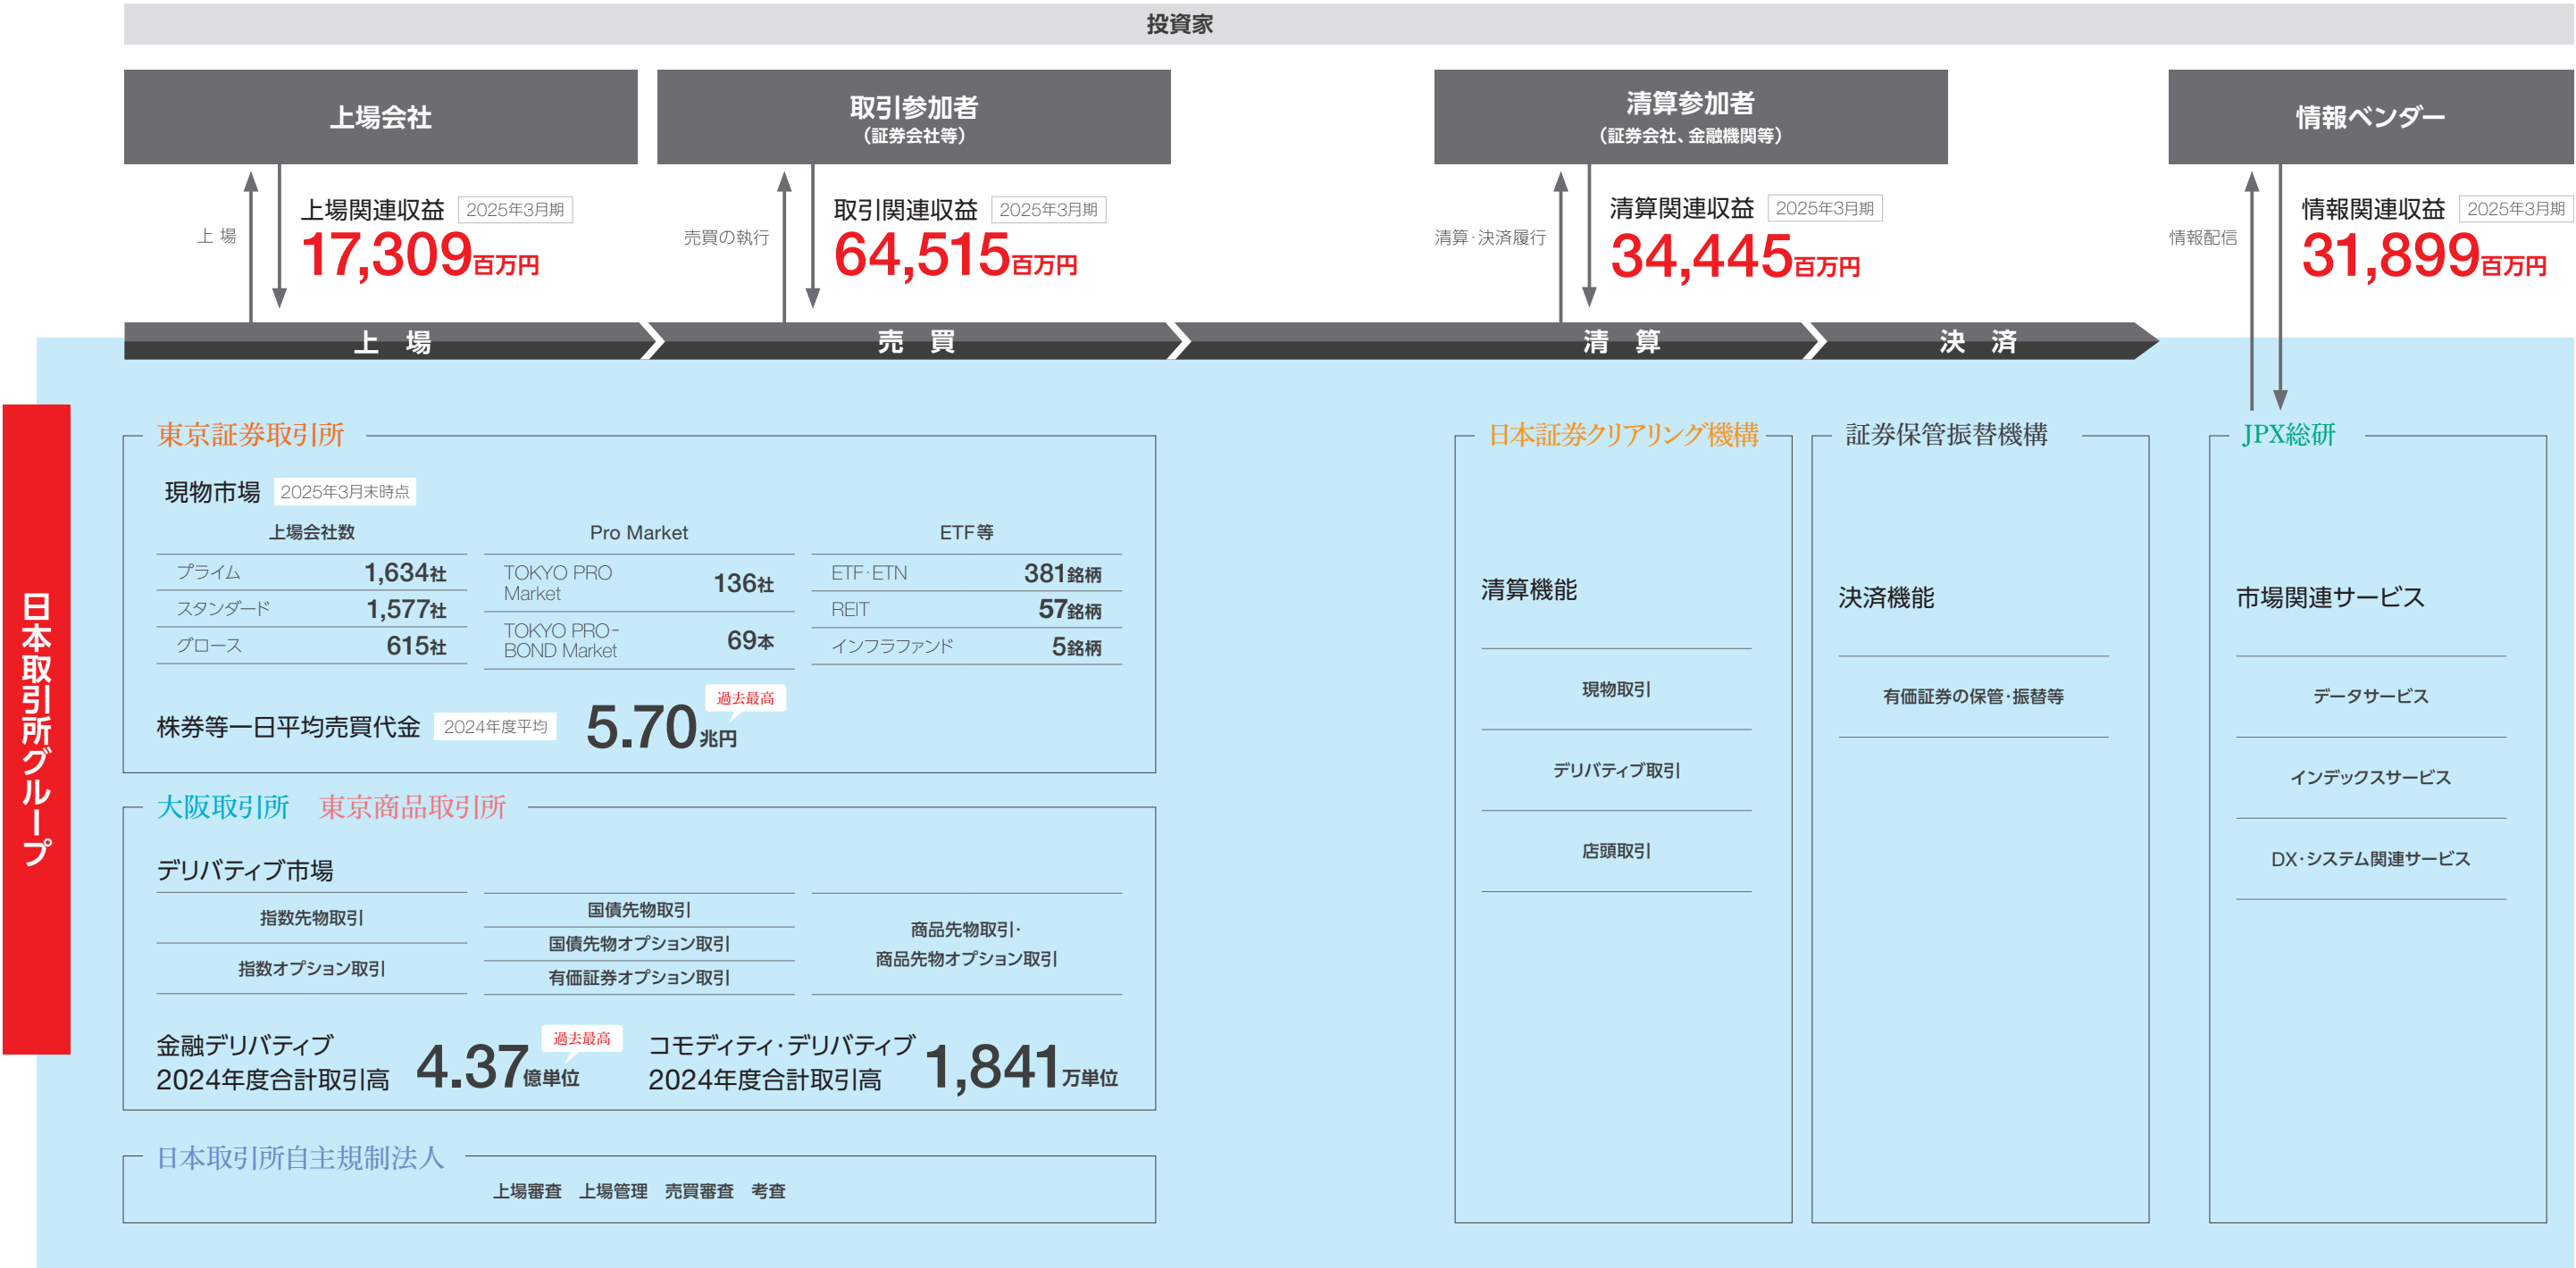 投資家
上場会社
取引参加者
（証券会社等）
清算参加者
（証券会社、金融機関等）
情報ベンダー
上 場
上場関連収益 2025年3月期
17,309百万円
売買の執行
取引関連収益 2025年3月期
64,515百万円
清算・決済履行
清算関連収益 2025年3月期
34,445百万円
情報配信
情報関連収益 2025年3月期
31,899百万円
上 場
売 買
清 算
決 済
日本取引所グループ
東京証券取引所
現物市場 2025年3月末時点
上場会社数
プライム 1,634社
スタンダード 1,577社
グロース 615社
Pro Market
TOKYO PRO
Market
136社
TOKYO PRO-
BOND Market
69本
ETF等
ETF・ETN 381銘柄
REIT 57銘柄
インフラファンド 5銘柄
株券等一日平均売買代金 2024年度平均
5.70兆円
過去最高
大阪取引所 東京商品取引所
デリバティブ市場
指数先物取引
指数オプション取引
国債先物取引
国債先物オプション取引
有価証券オプション取引
商品先物取引・
商品先物オプション取引
金融デリバティブ
2024年度合計取引高
4.37億単位
過去最高
コモディティ・デリバティブ
2024年度合計取引高
1,841万単位
日本取引所自主規制法人
上場審査 上場管理 売買審査 考査
日本証券クリアリング機構
清算機能
現物取引
デリバティブ取引
店頭取引
証券保管振替機構
決済機能
有価証券の保管・振替等
JPX総研
市場関連サービス
データサービス
インデックスサービス
DX・システム関連サービス